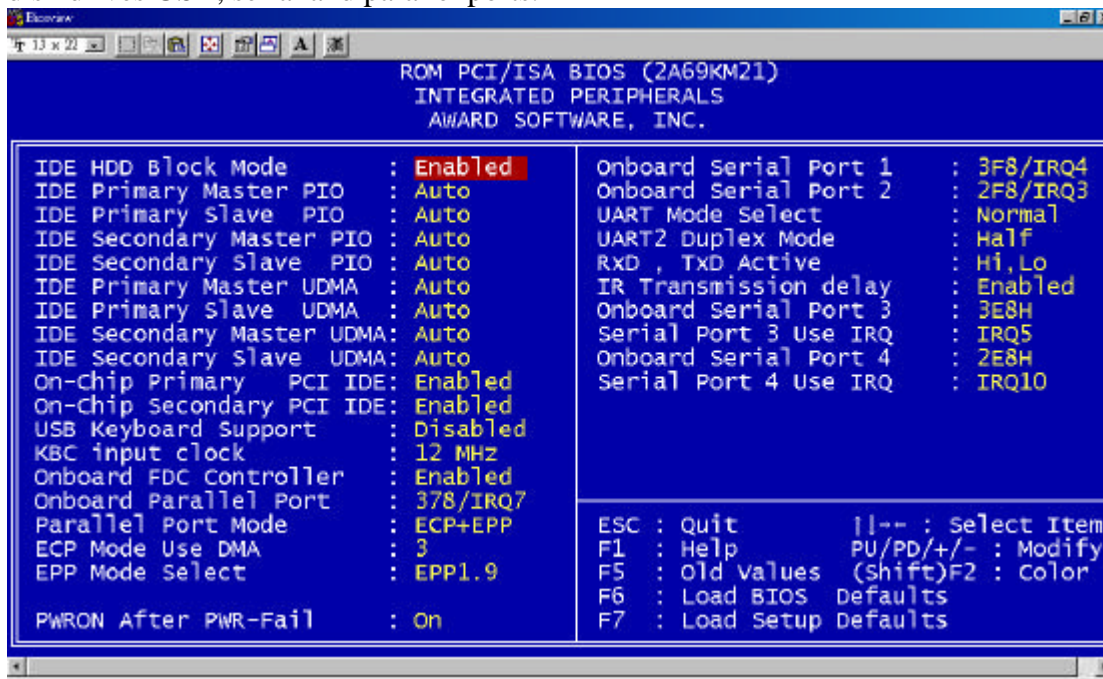 13 x 22
A
ROM PCI/ISA BIOS (2A69KM21)
INTEGRATED PERIPHERALS
AWARD SOFTWARE, INC.
IDE HDD Block Mode : Enabled
IDE Primary Master PIO : Auto
IDE Primary Slave PIO : Auto
IDE Secondary Master PIO : Auto
IDE Secondary Slave PIO : Auto
IDE Primary Master UDMA : Auto
IDE Primary Slave UDMA : Auto
IDE Secondary Master UDMA: Auto
IDE Secondary Slave UDMA: Auto
On-Chip Primary PCI IDE: Enabled
On-Chip Secondary PCI IDE: Enabled
USB Keyboard Support : Disabled
KBC input clock : 12 MHz
Onboard FDC Controller : Enabled
Onboard Parallel Port : 378/IRQ7
Parallel Port Mode : ECP+EPP
ECP Mode Use DMA : 3
EPP Mode Select : EPP1.9
PWRON After PWR-Fail : On
Onboard Serial Port 1 : 3F8/IRQ4
Onboard Serial Port 2 : 2F8/IRQ3
UART Mode Select : Normal
UART2 Duplex Mode : Half
RxD , TxD Active : Hi,Lo
IR Transmission delay : Enabled
Onboard Serial Port 3 : 3E8H
Serial Port 3 Use IRQ : IRQ5
Onboard Serial Port 4 : 2E8H
Serial Port 4 Use IRQ : IRQ10
ESC : Quit ↑|-- : Select Item
F1 : Help PU/PD/+/- : Modify
F5 : Old Values (Shift)F2 : Color
F6 : Load BIOS Defaults
F7 : Load Setup Defaults